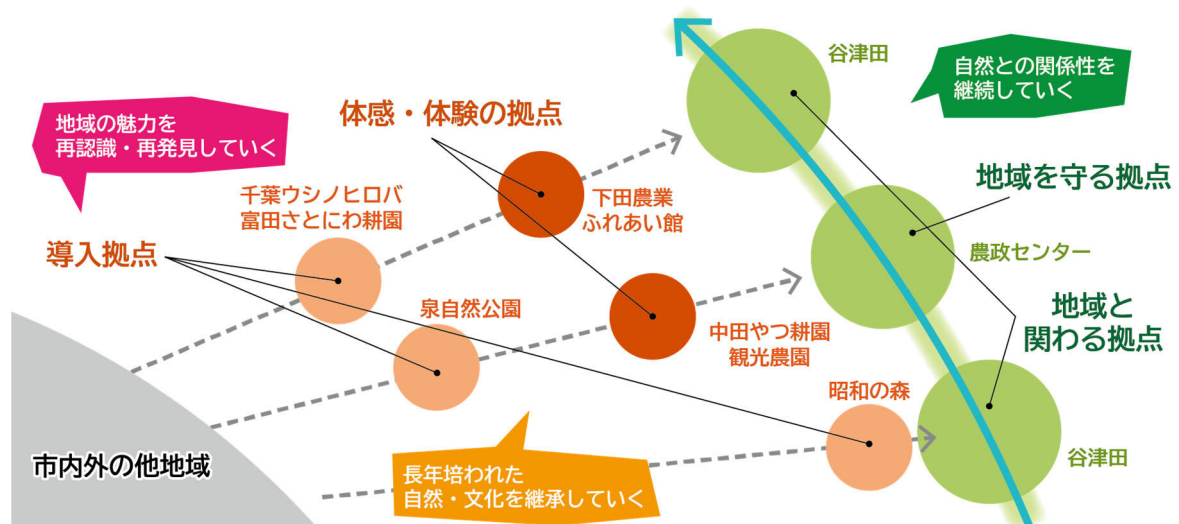 谷津田
自然との関係性を
継続していく
地域の魅力を
再認識・再発見していく
体感・体験の拠点
千葉ウシノヒロバ
富田さとにわ耕園
下田農業
ふれあい館
地域を守る拠点
導入拠点
農政センター
泉自然公園
中田やつ耕園
観光農園
地域と
関わる拠点
昭和の森
市内外の他地域
長年培われた
自然・文化を継承していく
谷津田